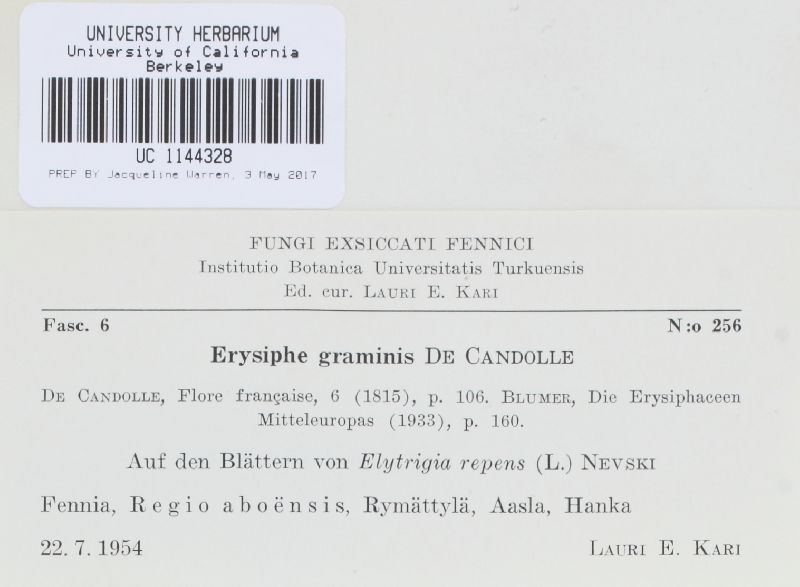 UNIVERSITY HERBARIUM
University of California
Berkeley
UC 1144328
PREP BY Jacqueline Warren, 3 May 2017
FUNGI EXSICCATI FENNICI
Institutio Botanica Universitatis Turkuensis
Ed. cur. LAURI E. KARI
Fasc. 6 N:o 256
Erysiphe graminis DE CANDOLLE
DE CANDOLLE, Flore française, 6 (1815), p. 106. BLUMER, Die Erysiphaceen
Mitteleuropas (1933), p. 160.
Auf den Blättern von Elytrigia repens (L.) NEVSKI
Fennia, Regio aboënsis, Rymättylä, Aasla, Hanka
22. 7. 1954 LAURI E. KARI